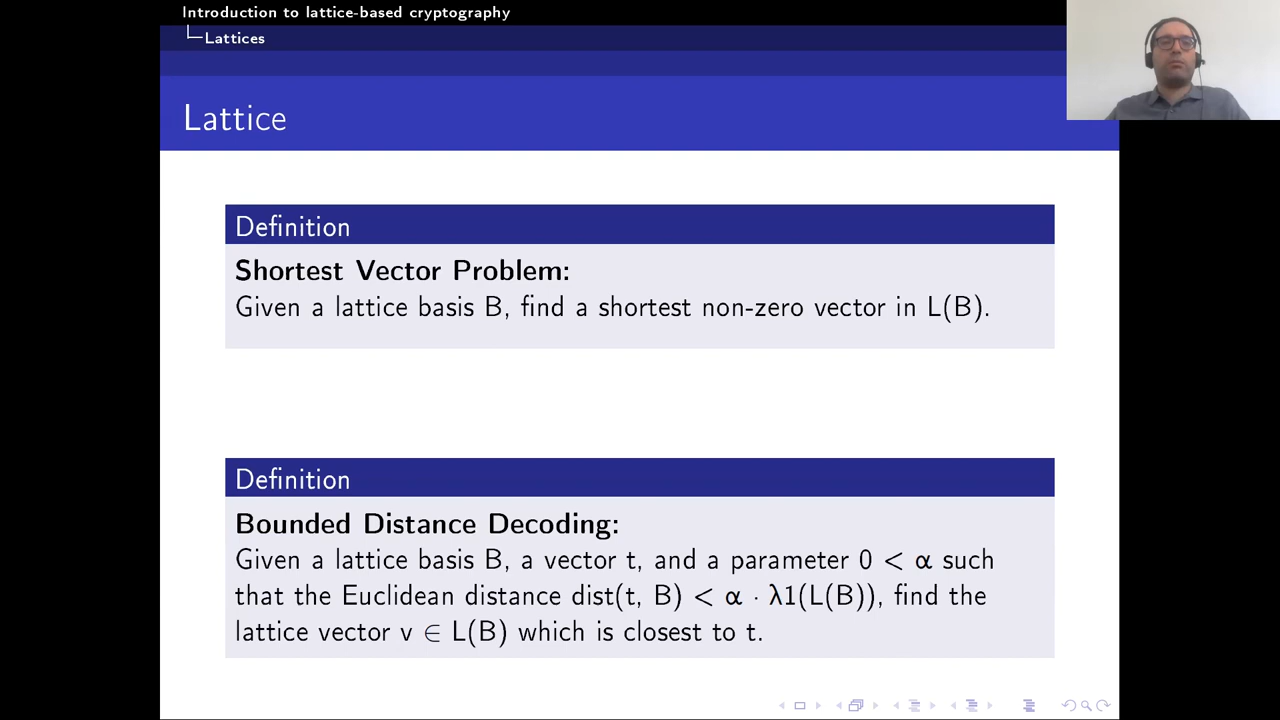 Introduction to lattice-based cryptography
Lattices
Lattice
Definition
Shortest Vector Problem:
Given a lattice basis B, find a shortest non-zero vector in L(B).
Definition
Bounded Distance Decoding:
Given a lattice basis B, a vector t, and a parameter 0 < α such
that the Euclidean distance dist(t, B) < α · λ1(L(B)), find the
lattice vector v ∈ L(B) which is closest to t.